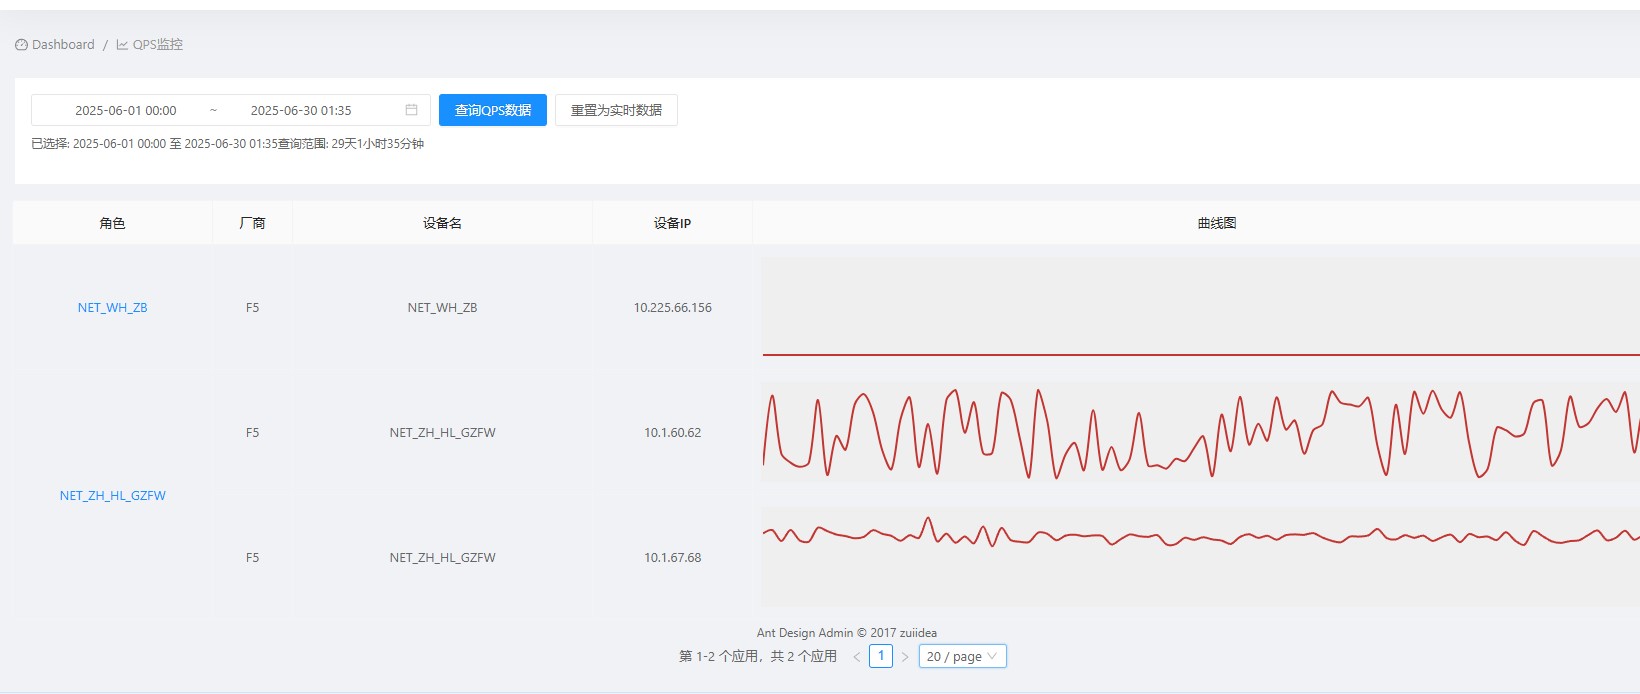 Dashboard / QPS监控
2025-06-01 00:00 ~ 2025-06-30 01:35 查询QPS数据 重置为实时数据
已选择: 2025-06-01 00:00 至 2025-06-30 01:35查询范围: 29天1小时35分钟
角色 厂商 设备名 设备IP 曲线图
NET_WH_ZB F5 NET_WH_ZB 10.225.66.156
F5 NET_ZH_HL_GZFW 10.1.60.62
NET_ZH_HL_GZFW
F5 NET_ZH_HL_GZFW 10.1.67.68
Ant Design Admin © 2017 zuiidea
第 1-2 个应用，共 2 个应用 < 1 > 20 / page